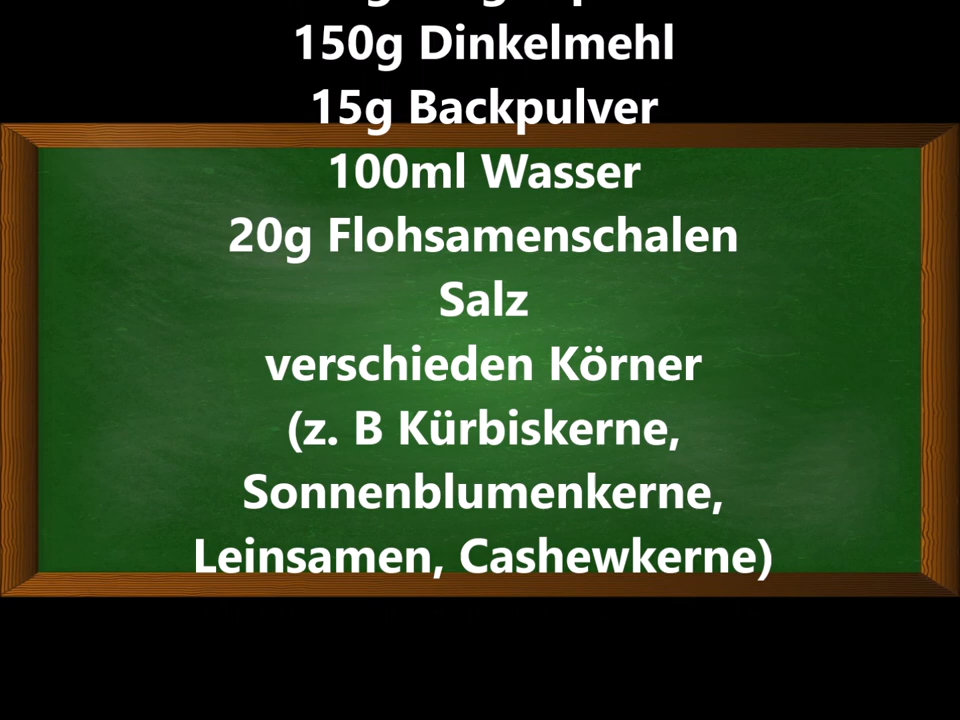 150g Dinkelmehl
15g Backpulver
100ml Wasser
20g Flohsamenschalen
Salz
verschieden Körner
(z. B Kürbiskerne,
Sonnenblumenkerne,
Leinsamen, Cashewkerne)